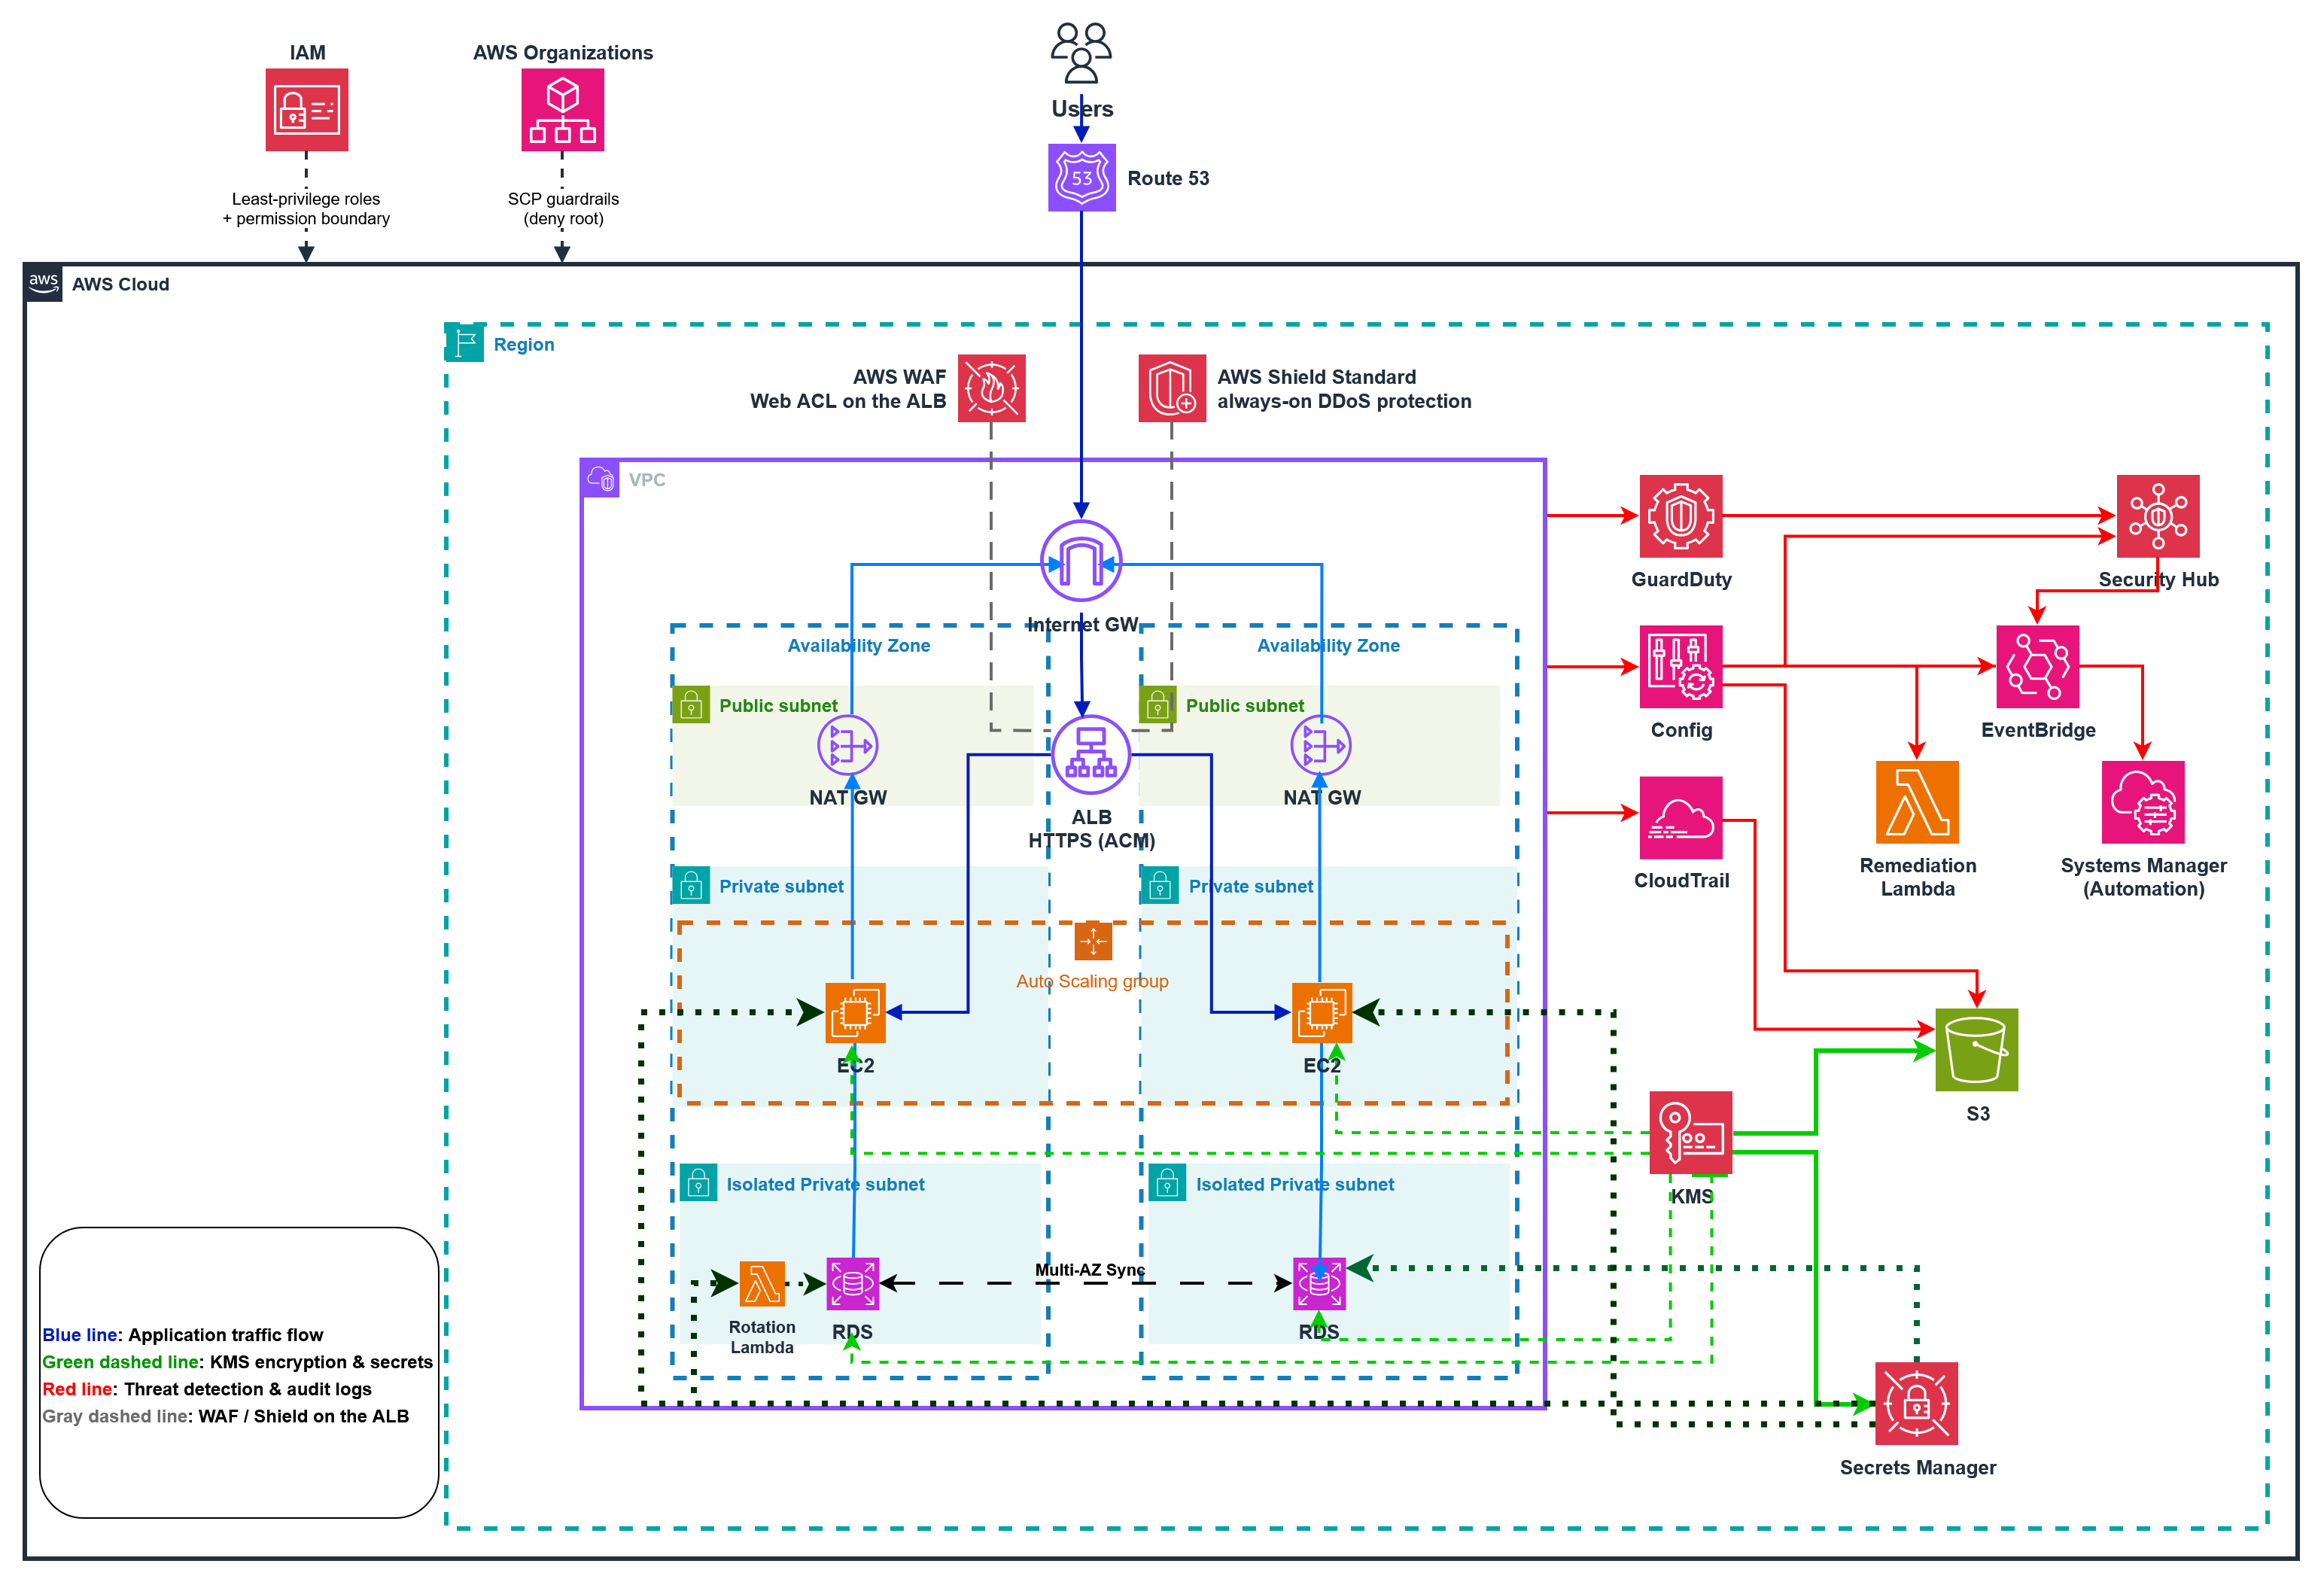 IAM
AWS Organizations
Users
Least-privilege roles
+ permission boundary
SCP guardrails
(deny root)
53
Route 53
aws
AWS Cloud
Region
AWS WAF
Web ACL on the ALB
AWS Shield Standard
always-on DDoS protection
VPC
GuardDuty
Security Hub
Internet GW
Availability Zone
Availability Zone
Public subnet
Public subnet
Config
EventBridge
NAT GW
NAT GW
ALB
HTTPS (ACM)
CloudTrail
Remediation
Lambda
Systems Manager
(Automation)
Private subnet
Private subnet
Auto Scaling group
EC2
EC2
S3
Isolated Private subnet
Isolated Private subnet
KMS
Multi-AZ Sync
Rotation
Lambda
RDS
RDS
Blue line: Application traffic flow
Green dashed line: KMS encryption & secrets
Red line: Threat detection & audit logs
Gray dashed line: WAF / Shield on the ALB
Secrets Manager